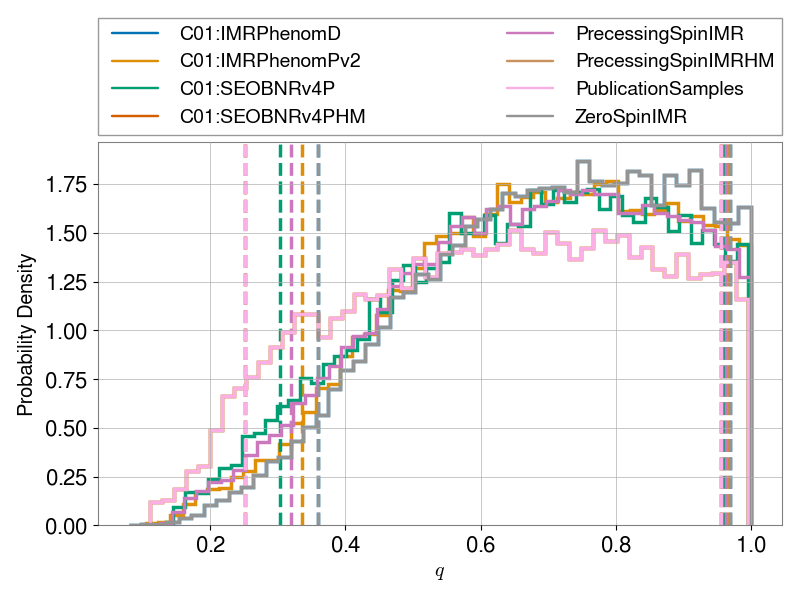 C01:IMRPhenomD
C01:IMRPhenomPv2
C01:SEOBNRv4P
C01:SEOBNRv4PHM
PrecessingSpinIMR
PrecessingSpinIMRHM
PublicationSamples
ZeroSpinIMR
Probability Density
1.75
1.50
1.25
1.00
0.75
0.50
0.25
0.00
0.2 0.4 0.6 0.8 1.0
q